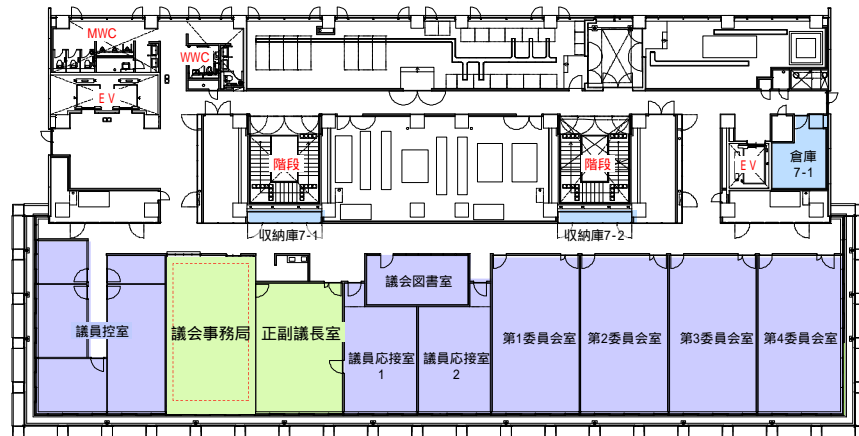 MWC
WWC
EV
階段
階段
EV
倉庫
7-1
収納庫7-1
収納庫7-2
議会図書室
議員控室
議会事務局
正副議長室
議員応接室
1
議員応接室
2
第1委員会室
第2委員会室
第3委員会室
第4委員会室